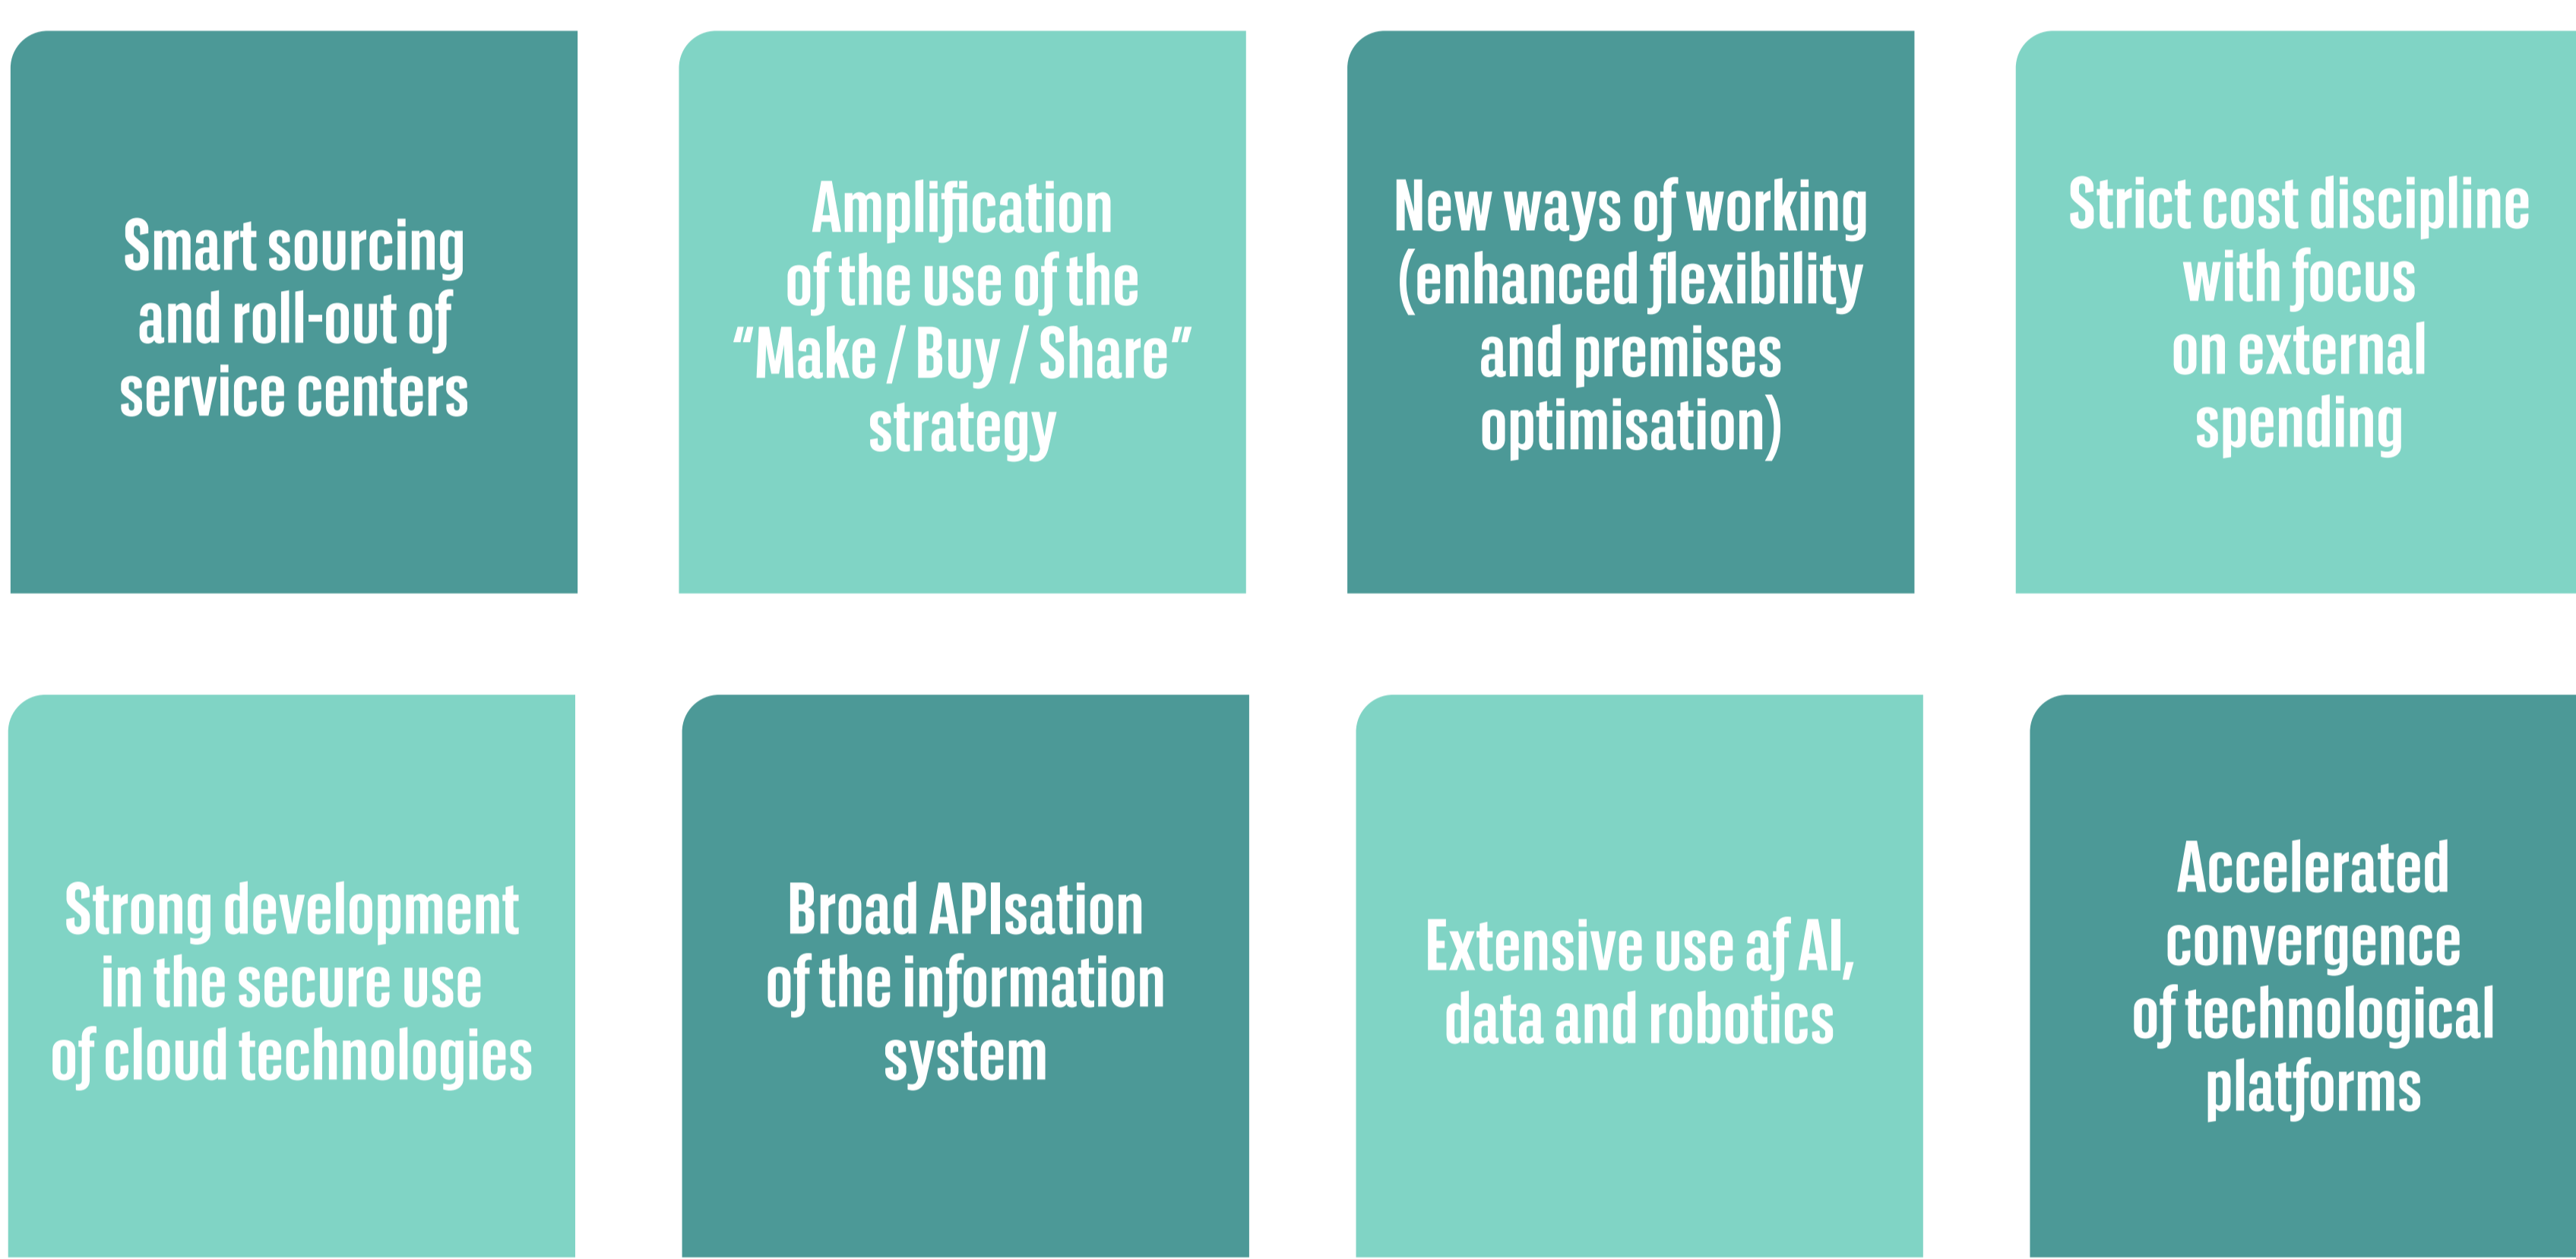 Smart sourcing
and roll-out of
service centers
Amplification
of the use of the
“Make / Buy / Share”
strategy
New ways of working
(enhanced flexibility
and premises
optimisation)
Strict cost discipline
with focus
on external
spending
Strong development
in the secure use
of cloud technologies
Broad APIsation
of the information
system
Extensive use af AI,
data and robotics
Accelerated
convergence
of technological
platforms